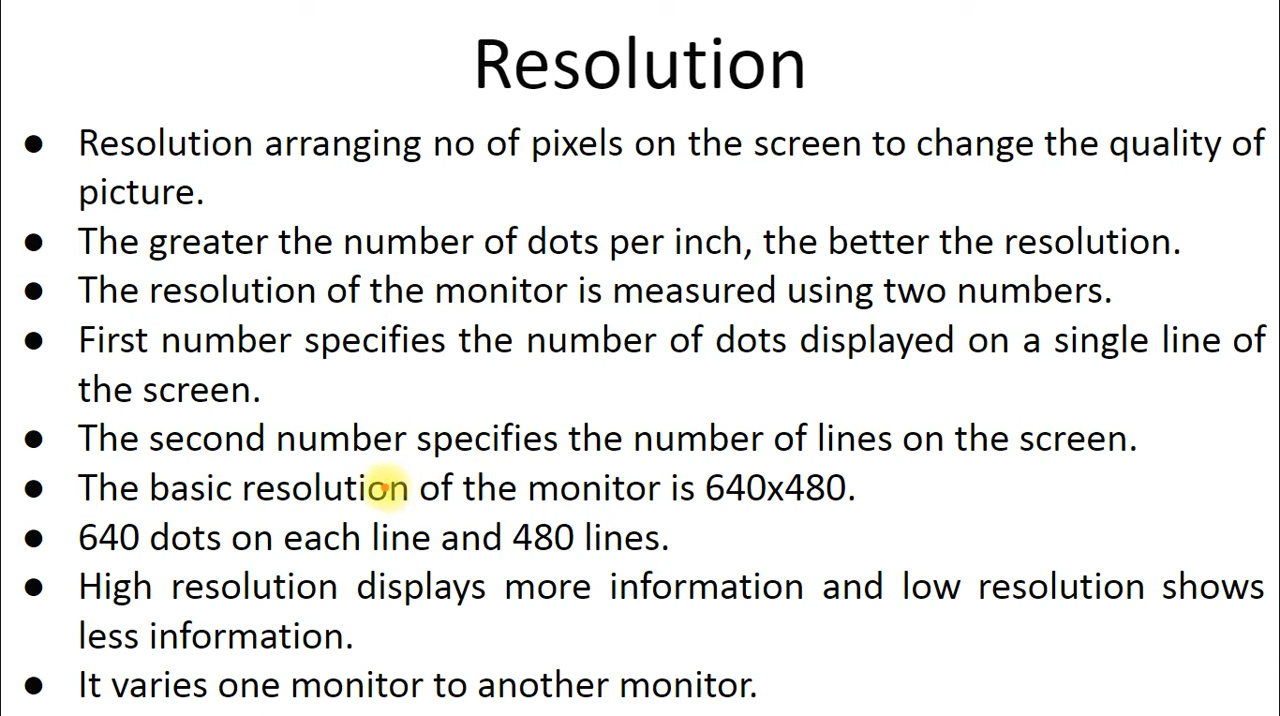 Resolution
● Resolution arranging no of pixels on the screen to change the quality of
picture.
● The greater the number of dots per inch, the better the resolution.
● The resolution of the monitor is measured using two numbers.
● First number specifies the number of dots displayed on a single line of
the screen.
● The second number specifies the number of lines on the screen.
● The basic resolution of the monitor is 640x480.
● 640 dots on each line and 480 lines.
● High resolution displays more information and low resolution shows
less information.
● It varies one monitor to another monitor.